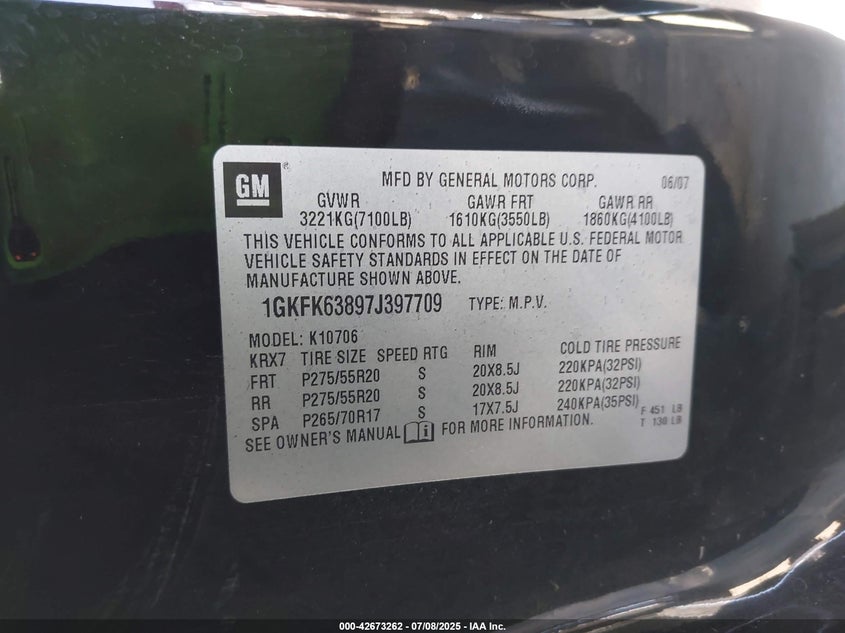 GM
MFD BY GENERAL MOTORS CORP. 06/07
GVWR GAWR FRT GAWR RR
3221KG(7100LB) 1610KG(3550LB) 1860KG(4100LB)
THIS VEHICLE CONFORMS TO ALL APPLICABLE U.S. FEDERAL MOTOR
VEHICLE SAFETY STANDARDS IN EFFECT ON THE DATE OF
MANUFACTURE SHOWN ABOVE.
1GKFK63897J397709 TYPE: M.P.V.
MODEL: K10706
KRX7 TIRE SIZE SPEED RTG RIM COLD TIRE PRESSURE
FRT P275/55R20 S 20X8.5J 220KPA(32PSI)
RR P275/55R20 S 20X8.5J 220KPA(32PSI)
SPA P265/70R17 S 17X7.5J 240KPA(35PSI)
F 451 LB
T 130 LB
SEE OWNER'S MANUAL FOR MORE INFORMATION.
000-42673262 - 07/08/2025 - IAA Inc.